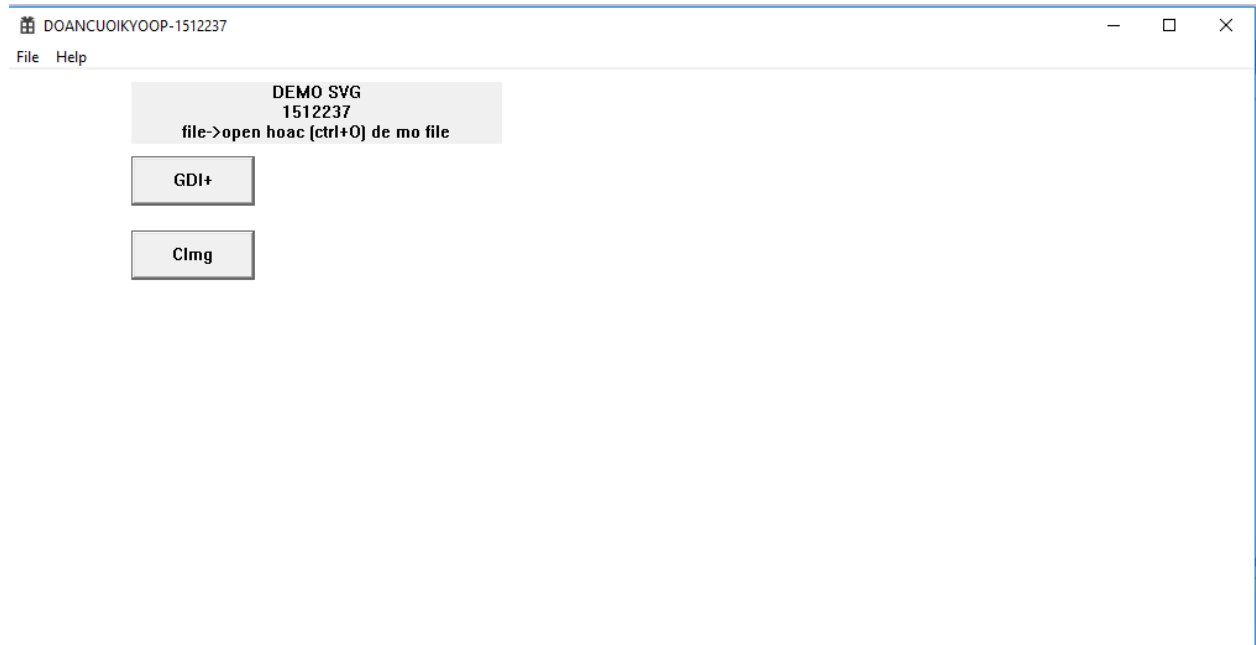 DOANCUOIKYOOP-1512237
File Help
DEMO SVG
1512237
file->open hoac (ctrl+O) de mo file
GDI+
CImg